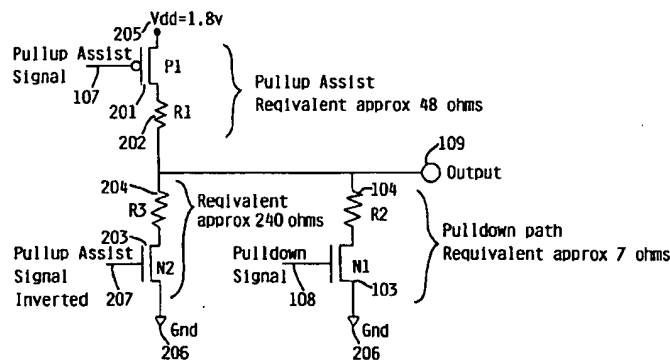 Vdd=1.8v
205
Pullup Assist
Signal
107
P1
201
R1
202
Pullup Assist
Reqivalent approx 48 ohms
109
Output
204
R3
203
Reqivalent
approx 240 ohms
104
R2
Pullup Assist
Signal
Inverted
207
N2
Pulldown
Signal
108
N1
103
Pulldown path
Requivalent approx 7 ohms
Gnd
206
Gnd
206